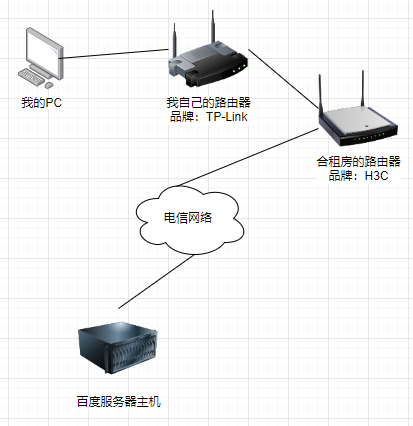 我的PC
我自己的路由器
品牌：TP-Link
合租房的路由器
品牌：H3C
电信网络
百度服务器主机